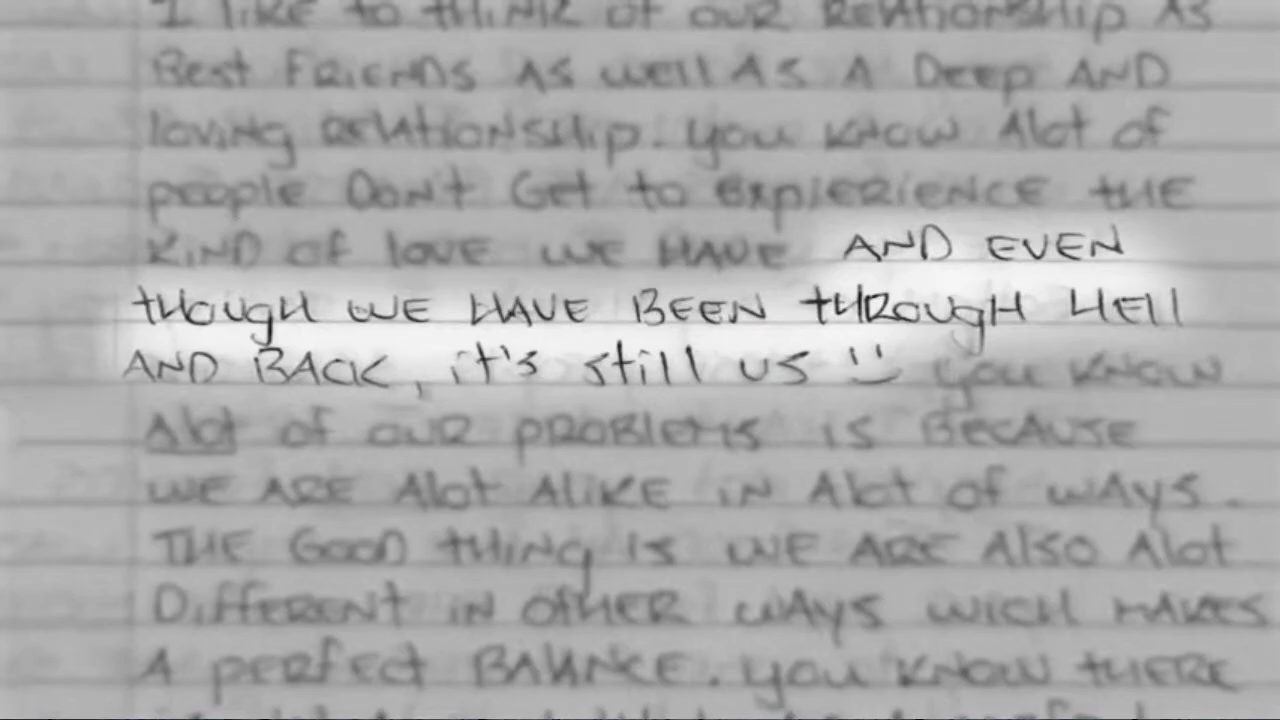 I like to think of our Relationship As
Best FRIENDS AS well AS A Deep AND
loving RElAtionship. you know Alot of
people Don't Get to Expierience the
KIND of love WE HAVE AND EVEN
though WE HAVE BEEN through HEll
AND BACK, it's still us :)
you know
Alot of our problems is Because
WE ARE Alot AlikE iN Alot of wAys.
THE GooD thing is WE ARE Also Alot
DiffERENT iN othER wAys wich mAkes
A perfect BAlANCE. you know thERE